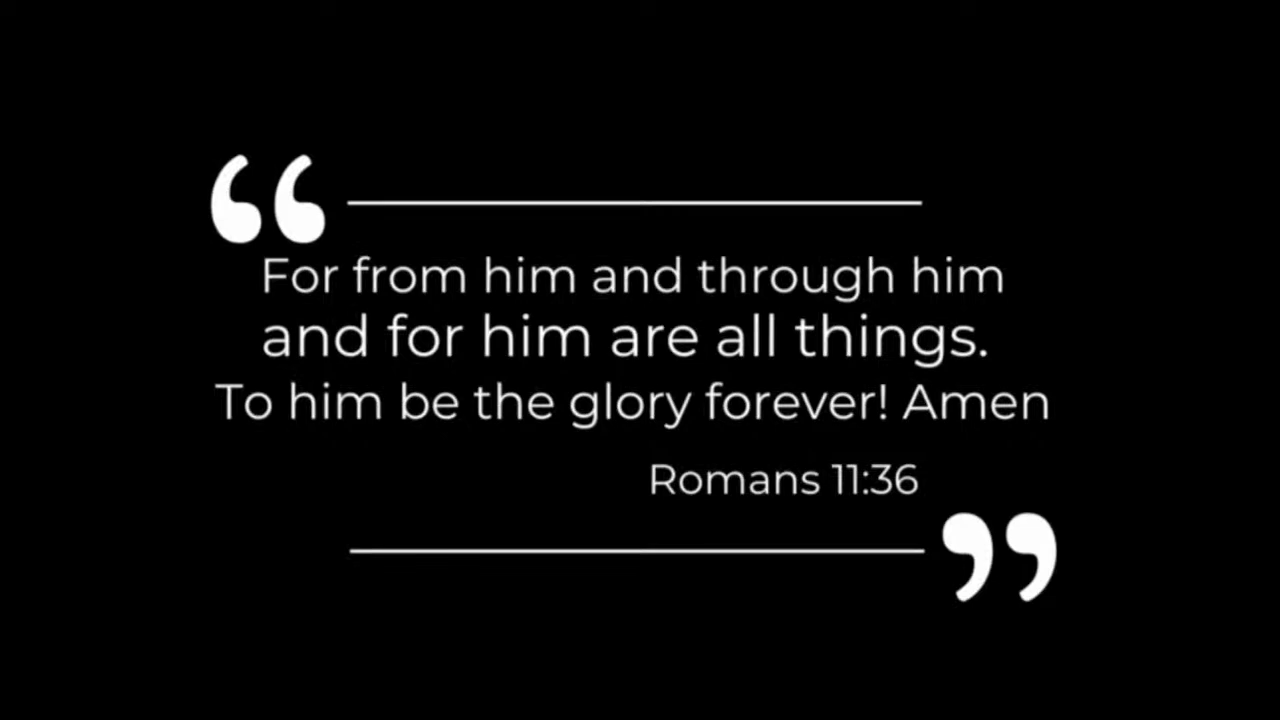 “
For from him and through him
and for him are all things.
To him be the glory forever! Amen
Romans 11:36
”